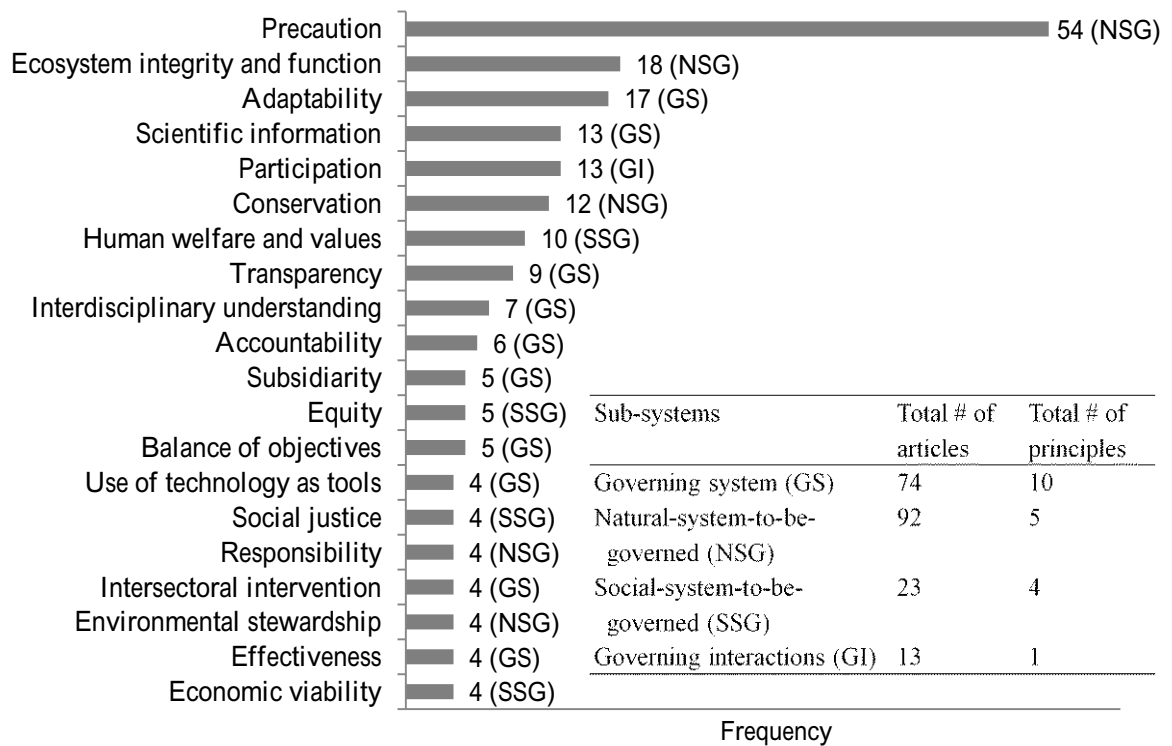 Precaution 54 (NSG)
Ecosystem integrity and function 18 (NSG)
Adaptability 17 (GS)
Scientific information 13 (GS)
Participation 13 (GI)
Conservation 12 (NSG)
Human welfare and values 10 (SSG)
Transparency 9 (GS)
Interdisciplinary understanding 7 (GS)
Accountability 6 (GS)
Subsidiarity 5 (GS)
Equity 5 (SSG)
Balance of objectives 5 (GS)
Use of technology as tools 4 (GS)
Social justice 4 (SSG)
Responsibility 4 (NSG)
Intersectoral intervention 4 (GS)
Environmental stewardship 4 (NSG)
Effectiveness 4 (GS)
Economic viability 4 (SSG)
Frequency
Sub-systems Total # of Total # of
articles principles
Governing system (GS) 74 10
Natural-system-to-be- 92 5
governed (NSG)
Social-system-to-be- 23 4
governed (SSG)
Governing interactions (GI) 13 1